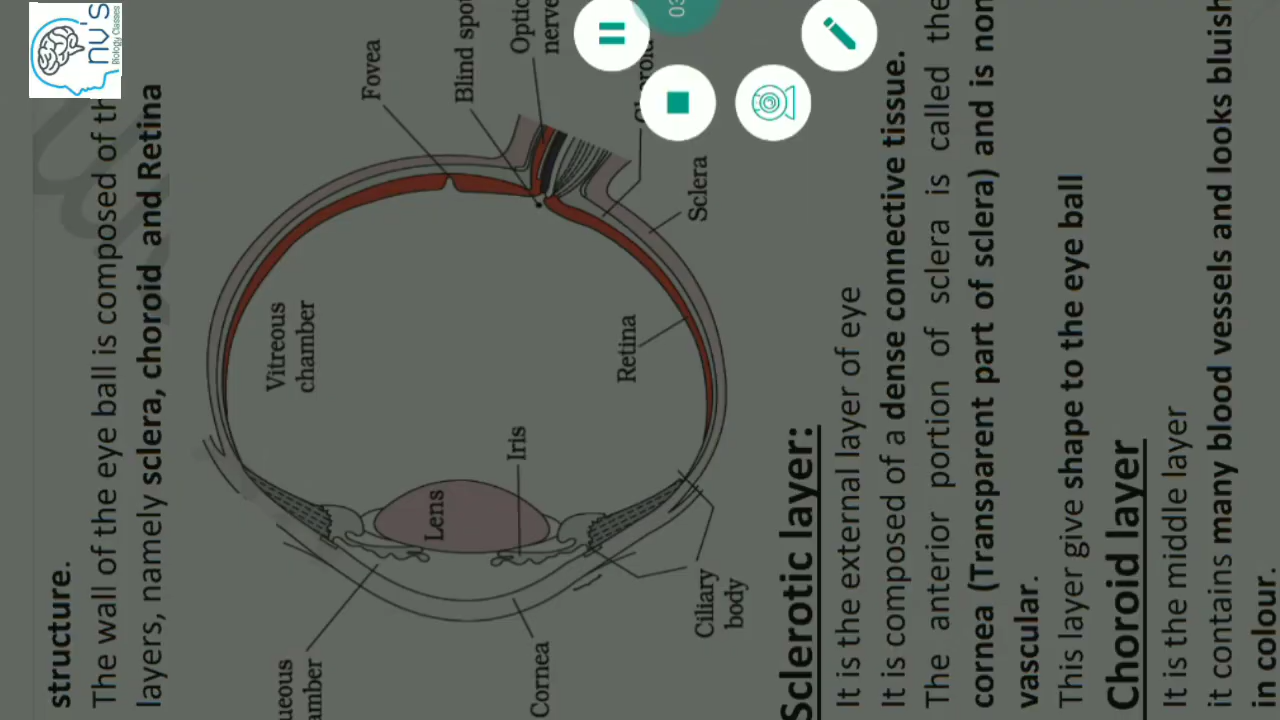 nv's
Biology Classes
structure.
The wall of the eye ball is composed of
layers, namely sclera, choroid and Retina
Fovea
Blind spot
Optic
nerve
Sclera
Vitreous
chamber
Retina
Iris
Lens
Ciliary
body
Cornea
Sclerotic layer:
It is the external layer of eye
It is composed of a dense connective tissue.
The anterior portion of sclera is called the
cornea (Transparent part of sclera) and is non
vascular.
This layer give shape to the eye ball
Choroid layer
It is the middle layer
it contains many blood vessels and looks bluish
in colour.